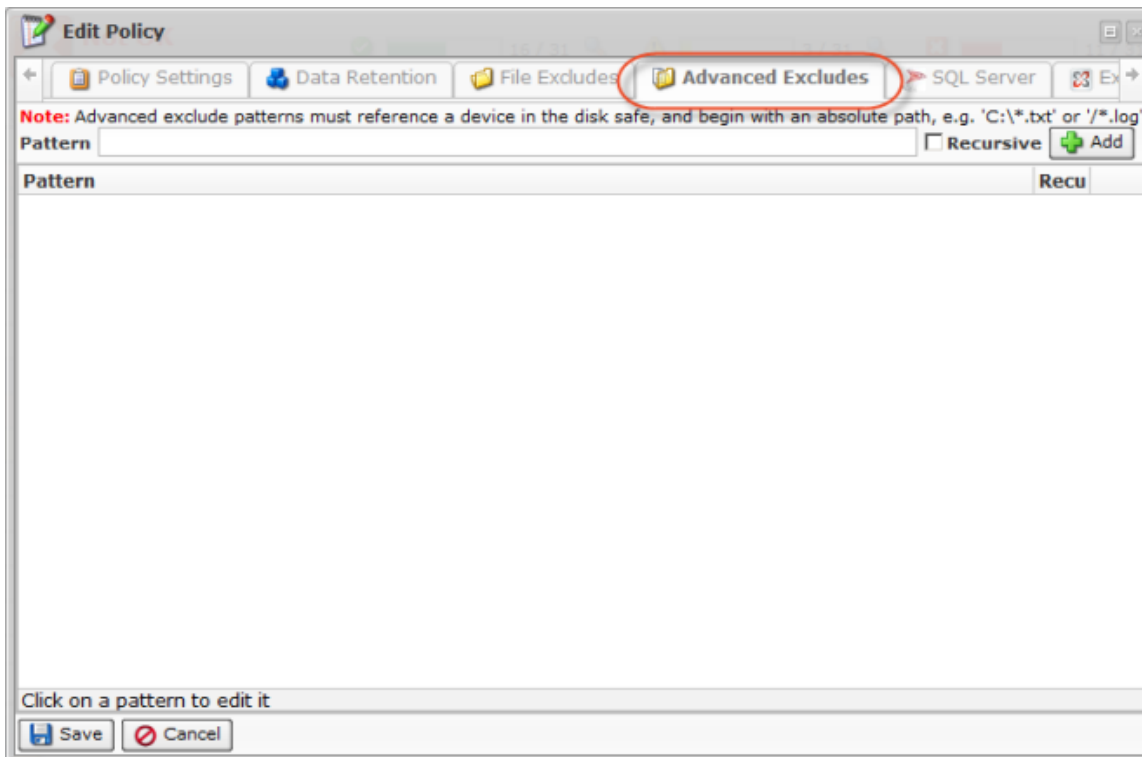 Edit Policy
Policy Settings Data Retention File Excludes Advanced Excludes SQL Server Ex
Note: Advanced exclude patterns must reference a device in the disk safe, and begin with an absolute path, e.g. 'C:\*.txt' or '/*.log'
Pattern Recursive Add
Pattern Recu
Click on a pattern to edit it
Save Cancel